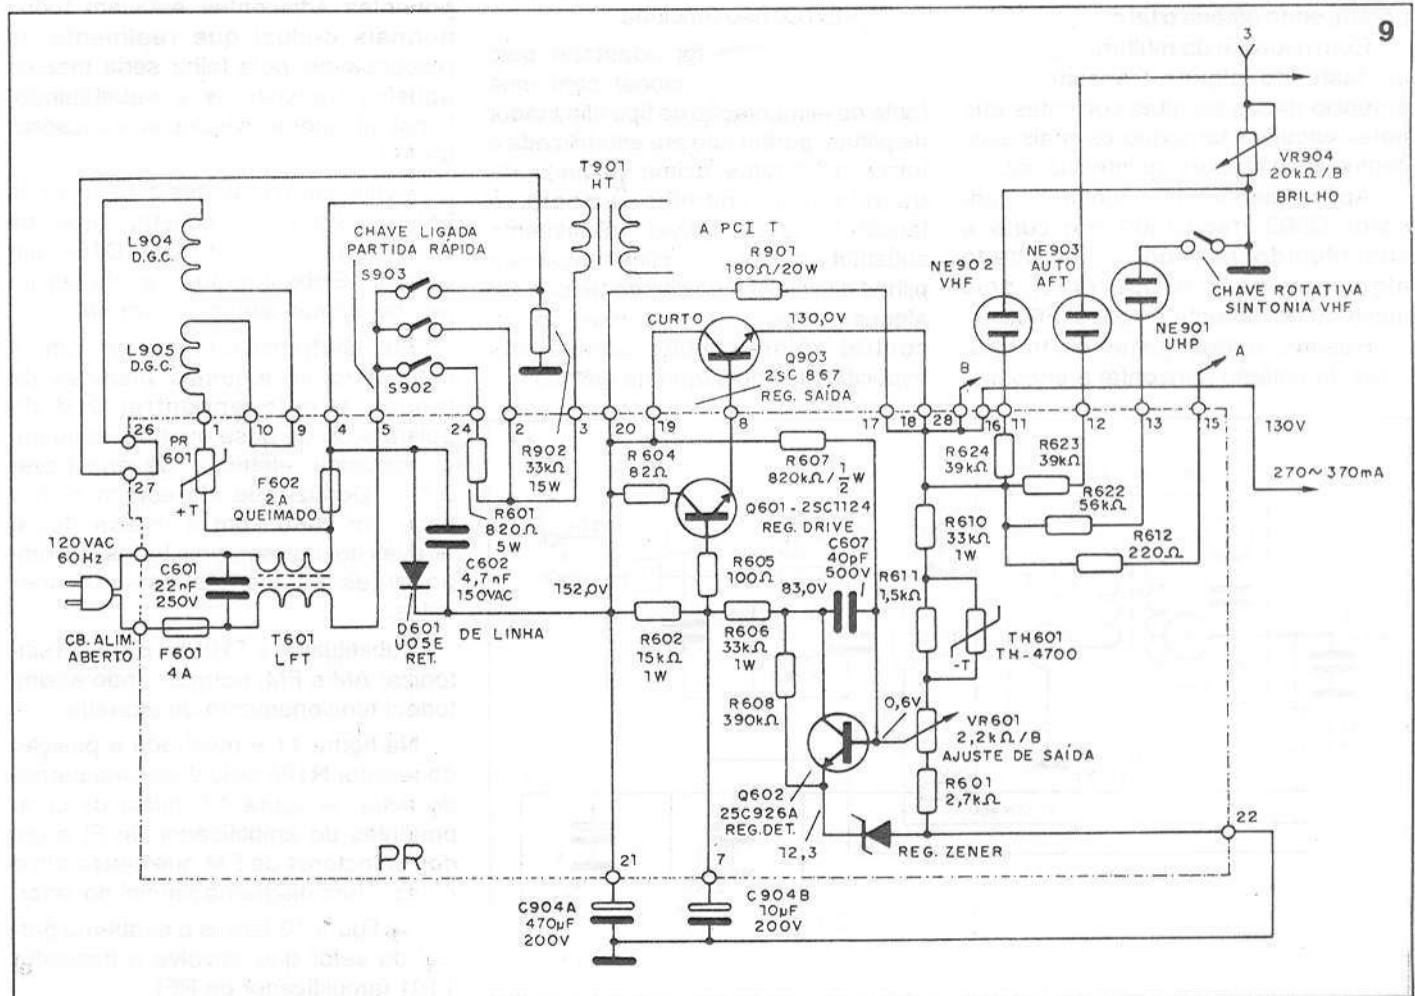 9
3
VR904
20kΩ/B
BRILHO
T901
HT
L904
D.G.C.
CHAVE LIGADA
PARTIDA RÁPIDA
S903
A PCI T
R901
180Ω/20W
NE902
VHF
NE903
AUTO
AFT
CHAVE ROTATIVA
SINTONIA VHF
NE901
UHP
L905
D.G.C.
S902
CURTO
130,0V
Q903
2SC867
REG. SAÍDA
B
A
26
1
10
9
4
5
24
2
3
20
19
8
17
18
28
16
11
12
13
15
130V
270~370mA
27
PR
601
+T
F602
2A
QUEIMADO
R902
33kΩ
15W
R604
82Ω
R607
820kΩ/1/2W
R624
39kΩ
R623
39kΩ
R622
56kΩ
R612
220Ω
R601
820Ω
5W
Q601-2SC1124
REG. DRIVE
R610
33kΩ
1W
120VAC
60Hz
C601
22nF
250V
C602
4,7nF
150VAC
152,0V
R605
100Ω
C607
40pF
500V
83,0V
R611
1,5kΩ
CB. ALIM.
ABERTO
F601
4A
T601
LFT
D601
U05E
RET.
DE LINHA
R602
15kΩ
1W
R606
33kΩ
1W
TH601
TH-4700
-T
R608
390kΩ
0,6V
VR601
2,2kΩ/B
AJUSTE DE SAÍDA
Q602
2SC926A
REG.DET.
R601
2,7kΩ
12,3
REG. ZENER
22
PR
21
7
C904A
470µF
200V
C904B
10µF
200V